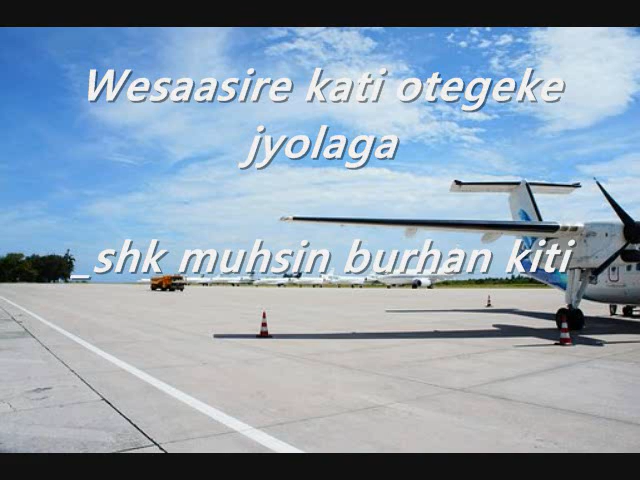 Wesaasire kati otegeke
jyolaga
shk muhsin burhan kiti